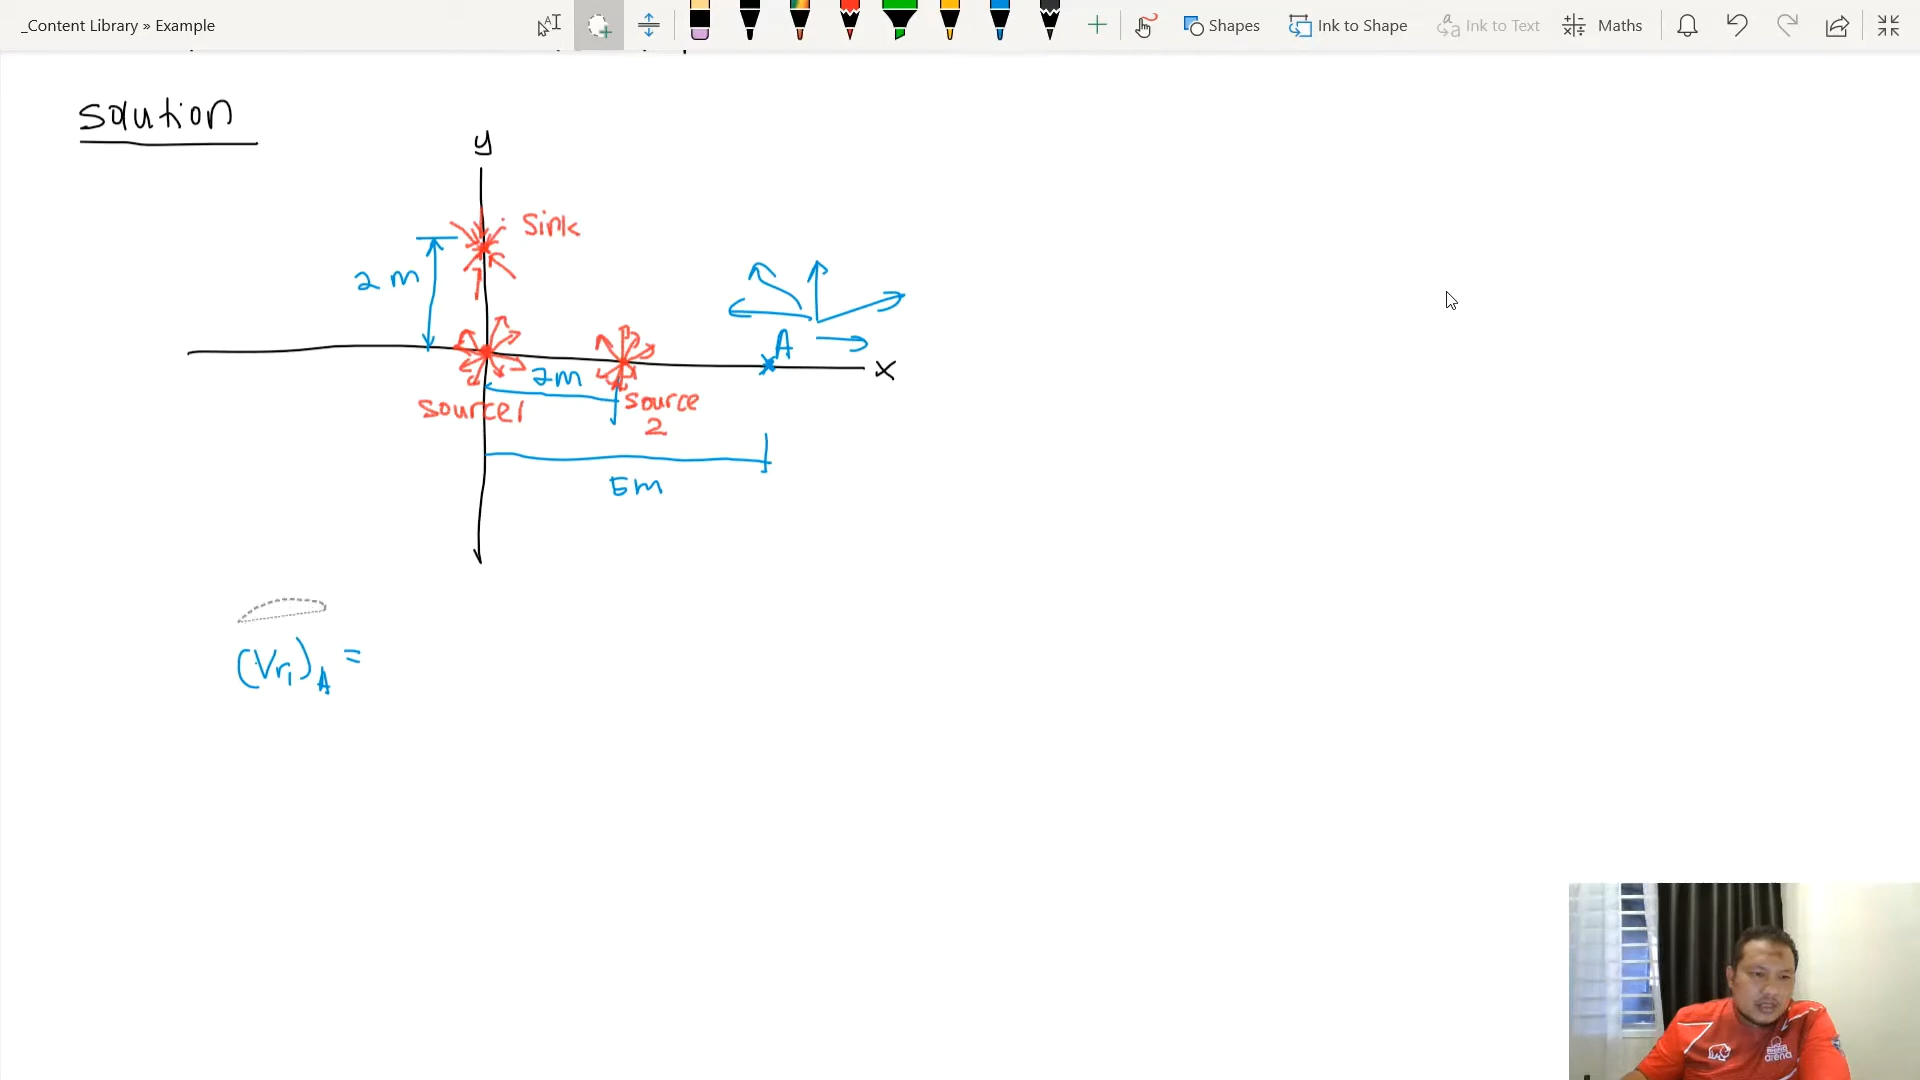 _Content Library » Example
Shapes
Ink to Shape
Ink to Text
Maths
Solution
y
Sink
2 m
A
x
2m
source1
source
2
5m
(Vr1)A =
arena